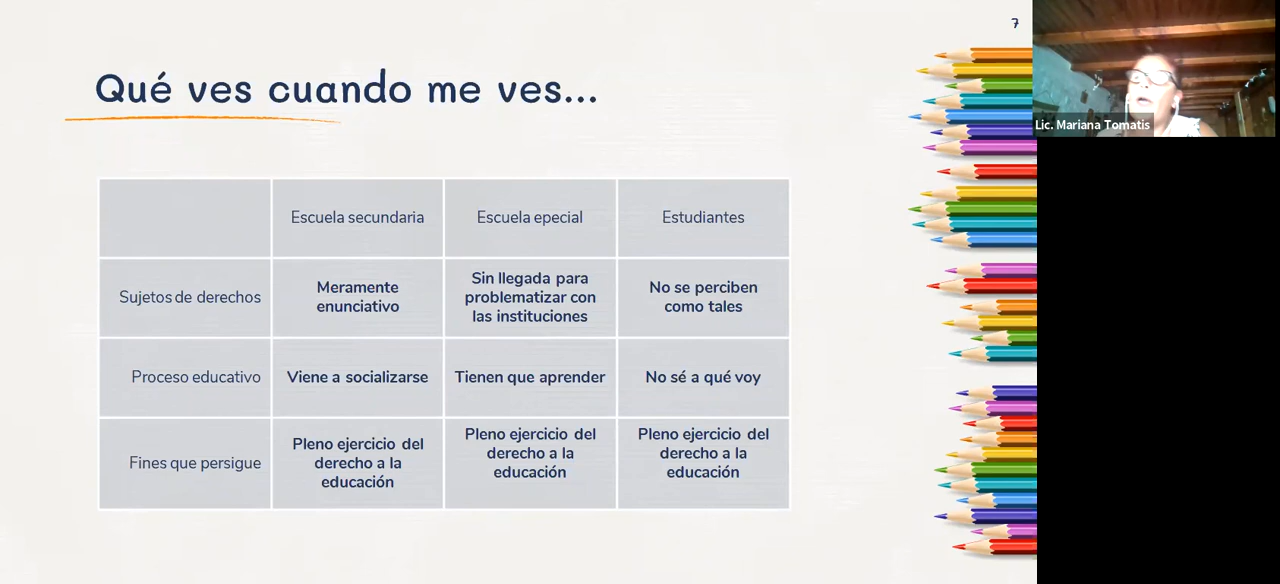 7
Lic. Mariana Tomatis
Qué ves cuando me ves...
Escuela secundaria
Escuela epecial
Estudiantes
Sujetos de derechos
Meramente
enunciativo
Sin llegada para
problematizar con
las instituciones
No se perciben
como tales
Proceso educativo
Viene a socializarse
Tienen que aprender
No sé a qué voy
Fines que persigue
Pleno ejercicio del
derecho a la
educación
Pleno ejercicio del
derecho a la
educación
Pleno ejercicio del
derecho a la
educación